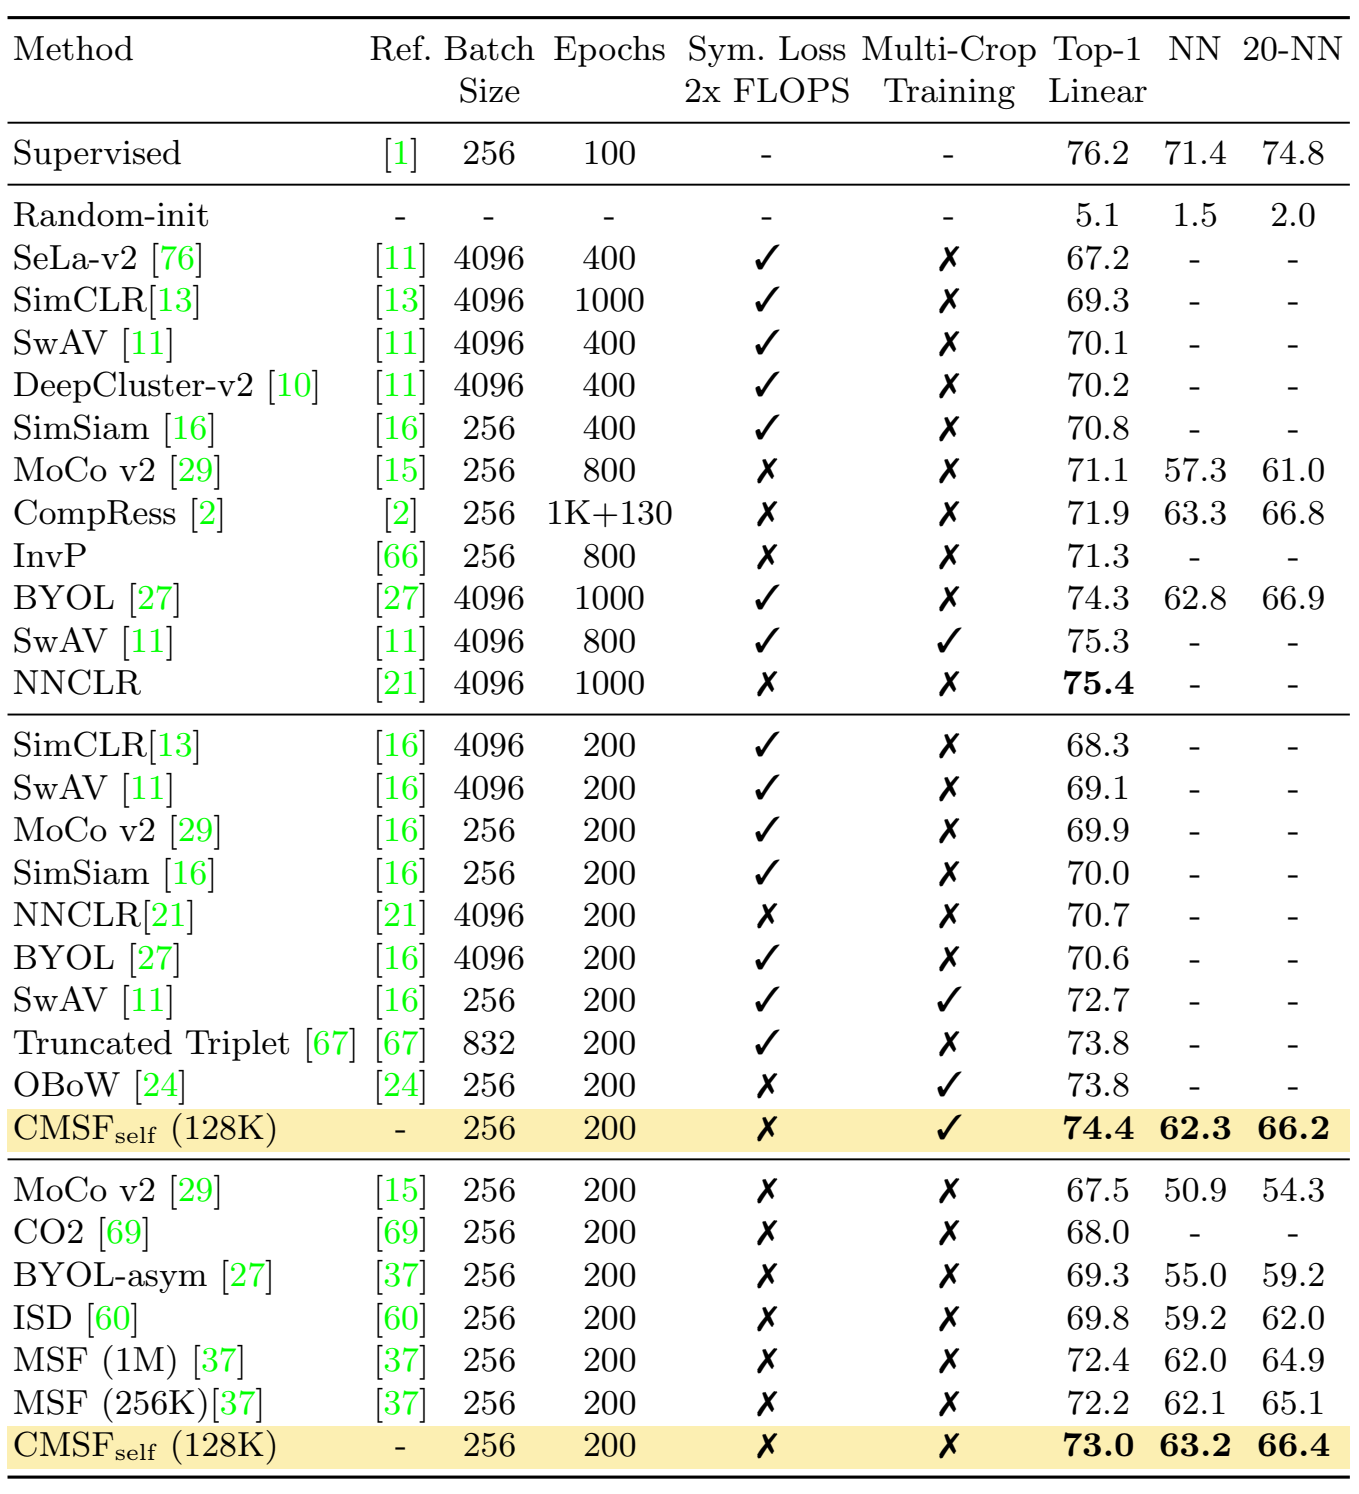 Method Ref. Batch Epochs Sym. Loss Multi-Crop Top-1 NN 20-NN
Size 2x FLOPS Training Linear
Supervised [1] 256 100 - - 76.2 71.4 74.8
Random-init - - - - - 5.1 1.5 2.0
SeLa-v2 [76] [11] 4096 400 ✓ ✗ 67.2 - -
SimCLR[13] [13] 4096 1000 ✓ ✗ 69.3 - -
SwAV [11] [11] 4096 400 ✓ ✗ 70.1 - -
DeepCluster-v2 [10] [11] 4096 400 ✓ ✗ 70.2 - -
SimSiam [16] [16] 256 400 ✓ ✗ 70.8 - -
MoCo v2 [29] [15] 256 800 ✗ ✗ 71.1 57.3 61.0
CompRess [2] [2] 256 1K+130 ✗ ✗ 71.9 63.3 66.8
InvP [66] 256 800 ✗ ✗ 71.3 - -
BYOL [27] [27] 4096 1000 ✓ ✗ 74.3 62.8 66.9
SwAV [11] [11] 4096 800 ✓ ✓ 75.3 - -
NNCLR [21] 4096 1000 ✗ ✗ 75.4 - -
SimCLR[13] [16] 4096 200 ✓ ✗ 68.3 - -
SwAV [11] [16] 4096 200 ✓ ✗ 69.1 - -
MoCo v2 [29] [16] 256 200 ✓ ✗ 69.9 - -
SimSiam [16] [16] 256 200 ✓ ✗ 70.0 - -
NNCLR[21] [21] 4096 200 ✗ ✗ 70.7 - -
BYOL [27] [16] 4096 200 ✓ ✗ 70.6 - -
SwAV [11] [16] 256 200 ✓ ✓ 72.7 - -
Truncated Triplet [67] [67] 832 200 ✓ ✗ 73.8 - -
OBoW [24] [24] 256 200 ✗ ✓ 73.8 - -
CMSFself (128K) - 256 200 ✗ ✓ 74.4 62.3 66.2
MoCo v2 [29] [15] 256 200 ✗ ✗ 67.5 50.9 54.3
CO2 [69] [69] 256 200 ✗ ✗ 68.0 - -
BYOL-asym [27] [37] 256 200 ✗ ✗ 69.3 55.0 59.2
ISD [60] [60] 256 200 ✗ ✗ 69.8 59.2 62.0
MSF (1M) [37] [37] 256 200 ✗ ✗ 72.4 62.0 64.9
MSF (256K)[37] [37] 256 200 ✗ ✗ 72.2 62.1 65.1
CMSFself (128K) - 256 200 ✗ ✗ 73.0 63.2 66.4